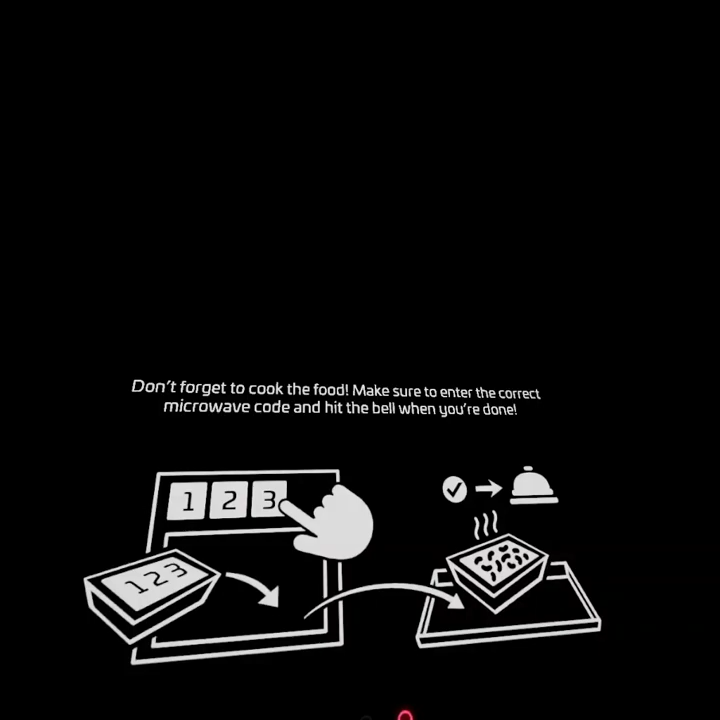 Don't forget to cook the food! Make sure to enter the correct
microwave code and hit the bell when you're done!
1 2 3
123